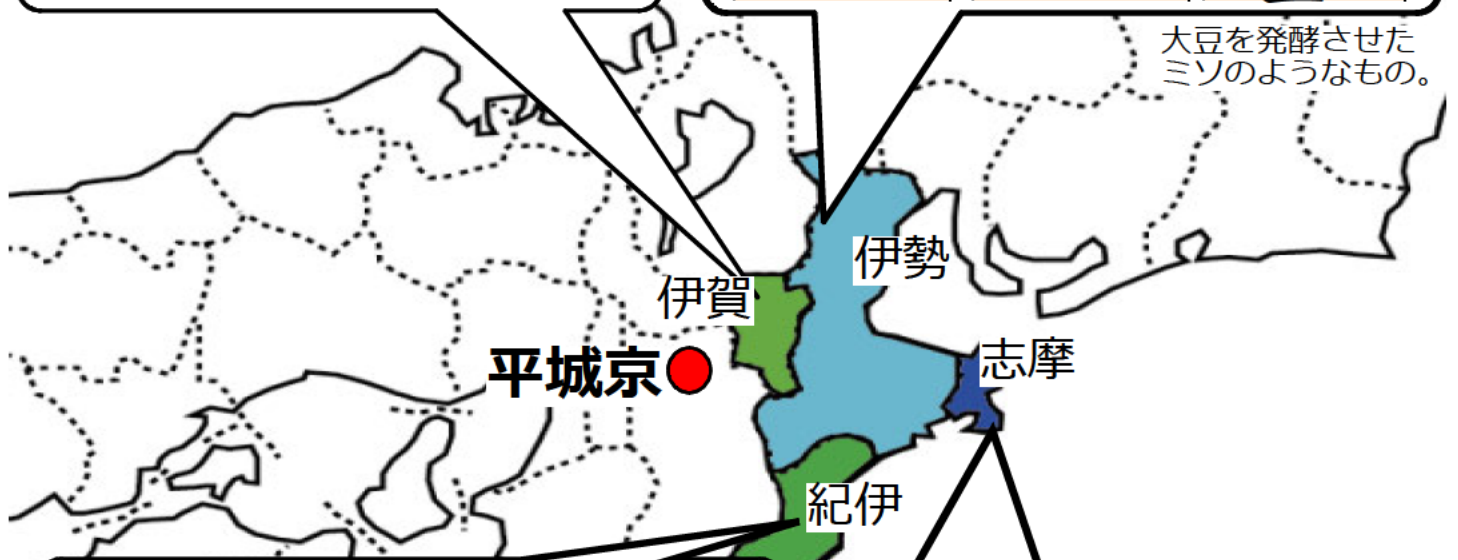 大豆を発酵させた
ミソのようなもの。
伊勢
伊賀
平城京
志摩
紀伊